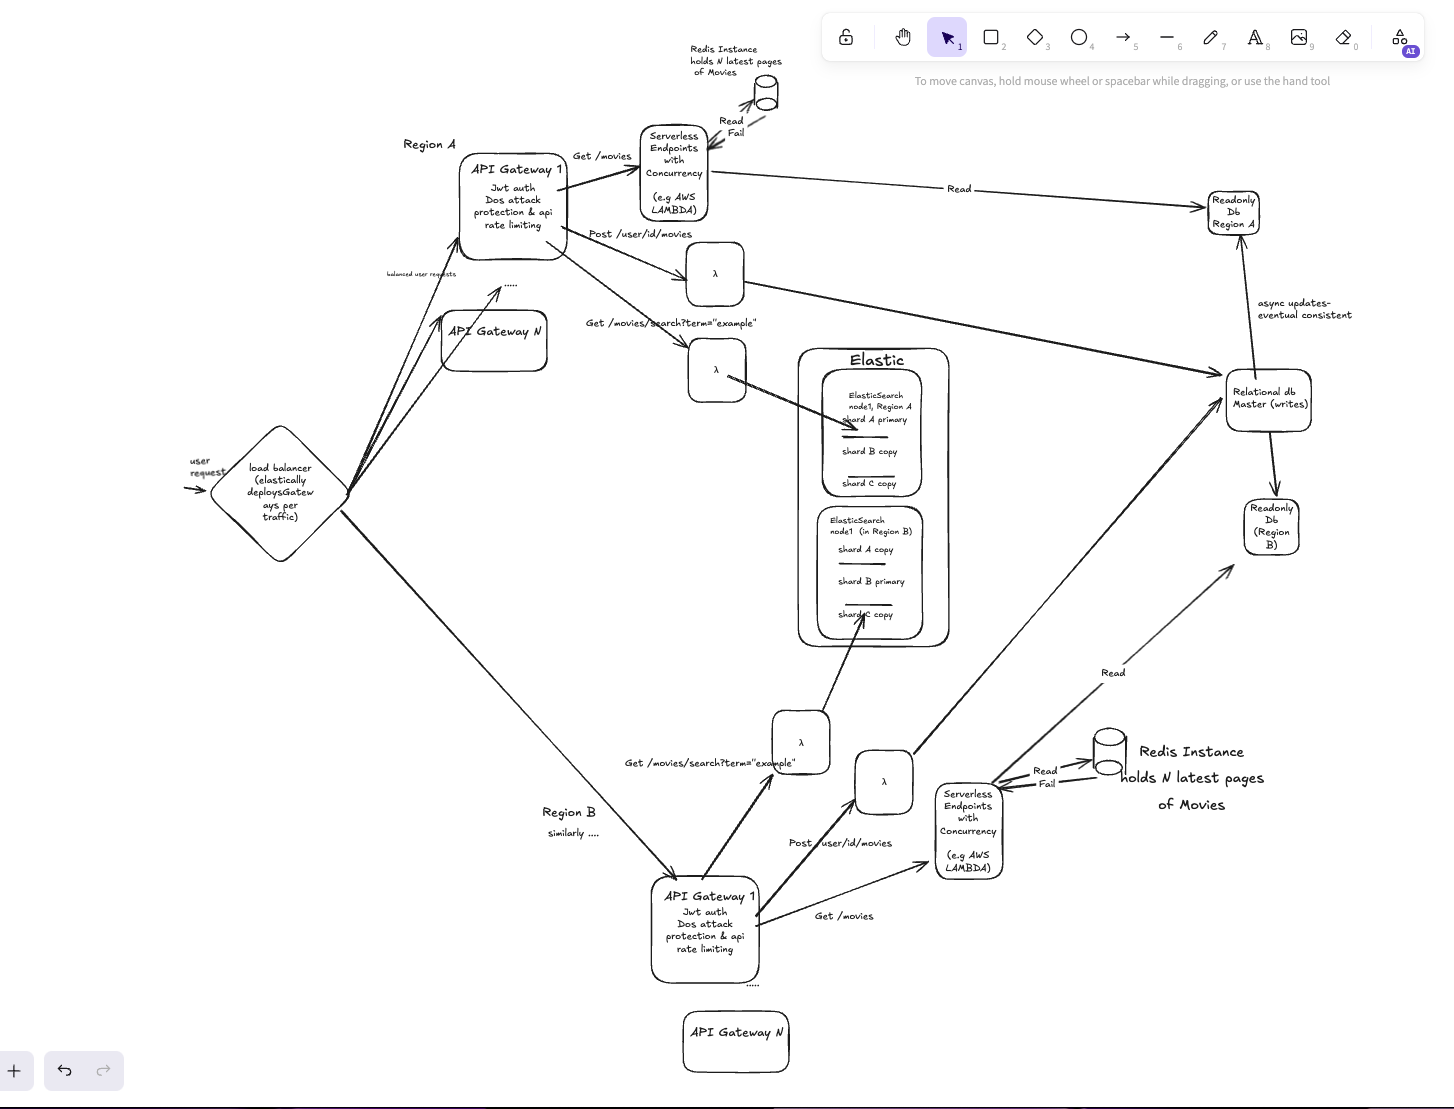 Redis Instance
holds N latest pages
of Movies
1
2
3
4
5
6
7
A
8
9
0
AI
To move canvas, hold mouse wheel or spacebar while dragging, or use the hand tool
Read
Fail
Region A
API Gateway 1
Jwt auth
Dos attack
protection & api
rate limiting
Get /movies
Serverless
Endpoints
with
Concurrency
(e.g AWS
LAMBDA)
Read
Readonly
Db
Region A
Post /user/id/movies
λ
balanced user requests
.....
API Gateway N
Get /movies/search?term="example"
λ
async updates-
eventual consistent
Elastic
ElasticSearch
node1, Region A
shard A primary
shard B copy
shard C copy
Relational db
Master (writes)
user
request
load balancer
(elastically
deploysGatew
ays per
traffic)
ElasticSearch
node1 (in Region B)
shard A copy
shard B primary
shard C copy
Readonly
Db
(Region
B)
Read
λ
Get /movies/search?term="example"
λ
Redis Instance
holds N latest pages
of Movies
Read
Fail
Region B
similarly ....
Post /user/id/movies
Serverless
Endpoints
with
Concurrency
(e.g AWS
LAMBDA)
API Gateway 1
Jwt auth
Dos attack
protection & api
rate limiting
Get /movies
.....
API Gateway N